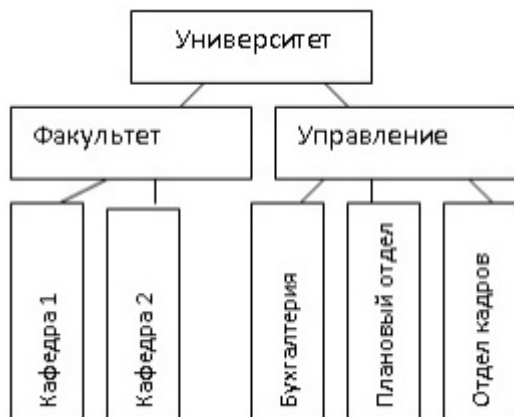 Университет
Факультет
Управление
Кафедра 1
Кафедра 2
Бухгалтерия
Плановый отдел
Отдел кадров